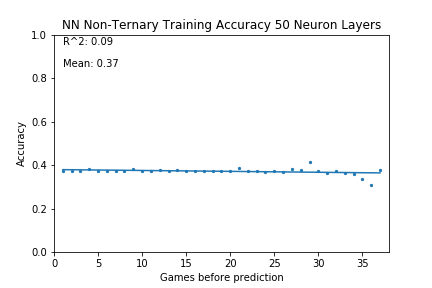 NN Non-Ternary Training Accuracy 50 Neuron Layers
R^2: 0.09
Mean: 0.37
1.0
0.8
0.6
0.4
0.2
0.0
Accuracy
0 5 10 15 20 25 30 35
Games before prediction